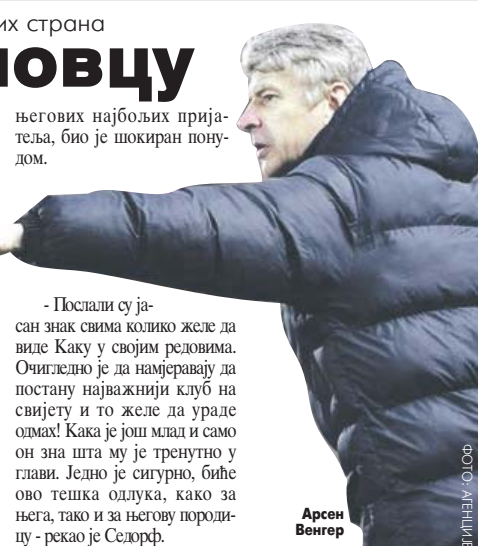 их страна
новцу
његових најбољих прија-
теља, био је шокиран пону-
дом.
- Послали су ја-
сан знак свима колико желе да
виде Каку у својим редовима.
Очигледно је да намјеравају да
постану најважнији клуб на
свијету и то желе да ураде
одмах! Кака је још млад и само
он зна шта му је тренутно у
глави. Једно је сигурно, биће
ово тешка одлука, како за
њега, тако и за његову породи-
цу - рекао је Седорф.
Арсен
Венгер
ФОТО: АГЕНЦИЈЕ